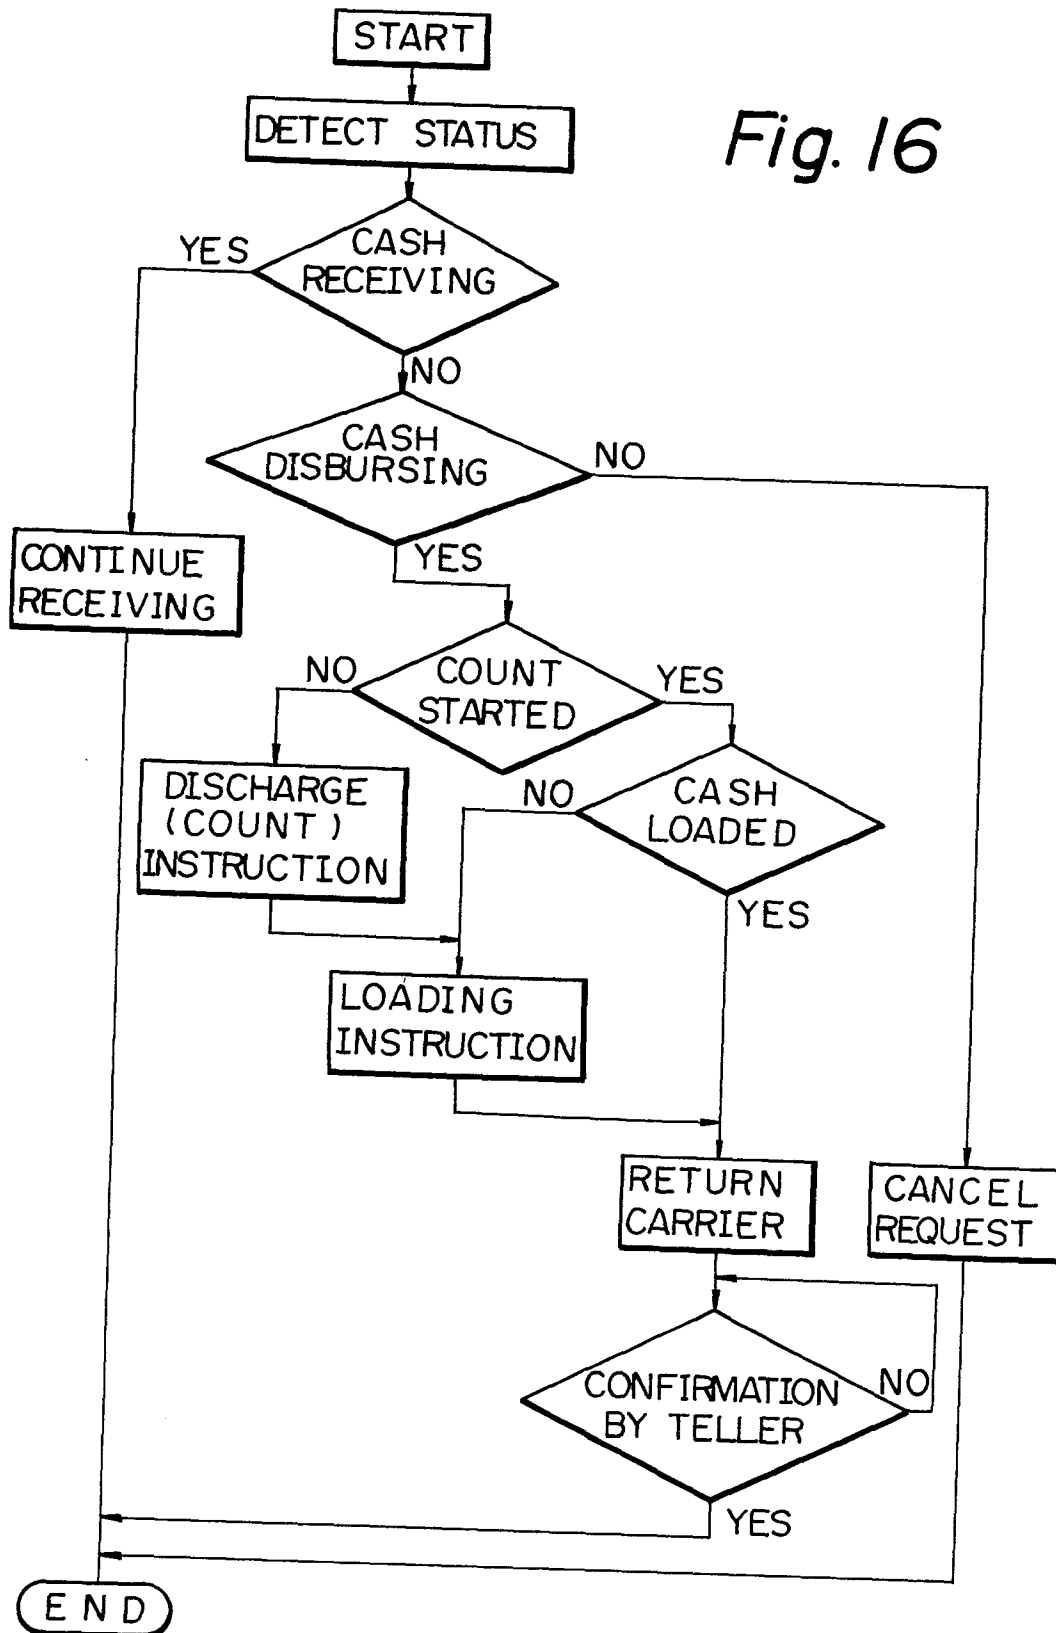 START
DETECT STATUS
Fig. 16
YES
CASH
RECEIVING
NO
CASH
DISBURSING
NO
CONTINUE
RECEIVING
YES
NO
COUNT
STARTED
YES
DISCHARGE
(COUNT)
INSTRUCTION
NO
CASH
LOADED
YES
LOADING
INSTRUCTION
RETURN
CARRIER
CANCEL
REQUEST
CONFIRMATION
BY TELLER
NO
YES
END